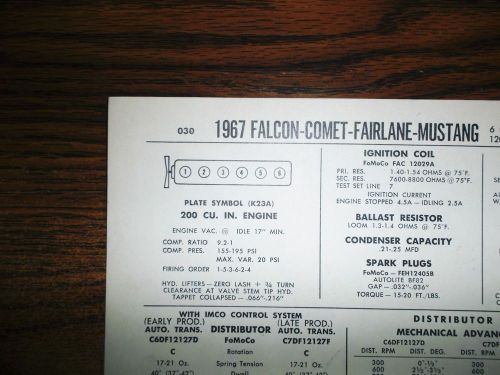 030 1967 FALCON-COMET-FAIRLANE-MUSTANG 6
1 2 3 4 5 6
PLATE SYMBOL (K23A)
200 CU. IN. ENGINE
ENGINE VAC. @ IDLE 17" MIN.
COMP. RATIO 9.2-1
COMP. PRESS. 155-195 PSI
MAX. VAR. 20 PSI
FIRING ORDER 1-5-3-6-2-4
HYD. LIFTERS—ZERO LASH + ¾ TURN
CLEARANCE AT VALVE STEM TIP HYD.
TAPPET COLLAPSED - .066"-.216"
IGNITION COIL
FoMoCo FAC 12029A
PRI. RES. 1.40-1.54 OHMS @ 75°F.
SEC. RES. 7600-8800 OHMS @ 75°F.
TEST SET LINE 7
IGNITION CURRENT
ENGINE STOPPED 4.5A—IDLING 2.5A
BALLAST RESISTOR
LOOM 1.3-1.4 OHMS @ 75°F.
CONDENSER CAPACITY
.21-.25 MFD
SPARK PLUGS
FoMoCo—FEH12405B
AUTOLITE BF82
GAP—.032"-.036"
TORQUE—15-20 FT./LBS.
WITH IMCO CONTROL SYSTEM
(EARLY PROD.) (LATE PROD.)
AUTO. TRANS. DISTRIBUTOR AUTO. TRANS.
C6DF12127D FoMoCo C7DF12127F
C Rotation C
17-21 Oz. Spring Tension 17-21 Oz.
Dwell
DISTRIBUTOR
MECHANICAL ADVAN
C6DF12127D C7DF
DIST. RPM DEG. DIST. R
300 0°-½° 300
600